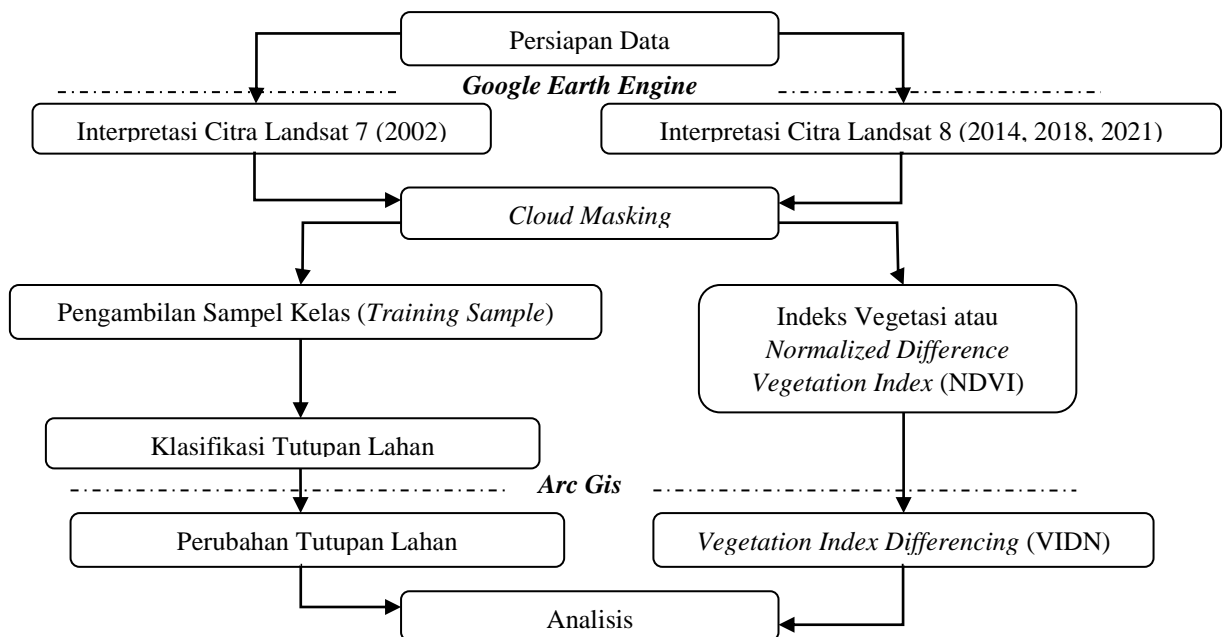 Persiapan Data
Google Earth Engine
Interpretasi Citra Landsat 7 (2002)
Interpretasi Citra Landsat 8 (2014, 2018, 2021)
Cloud Masking
Pengambilan Sampel Kelas (Training Sample)
Indeks Vegetasi atau
Normalized Difference
Vegetation Index (NDVI)
Klasifikasi Tutupan Lahan
Arc Gis
Perubahan Tutupan Lahan
Vegetation Index Differencing (VIDN)
Analisis